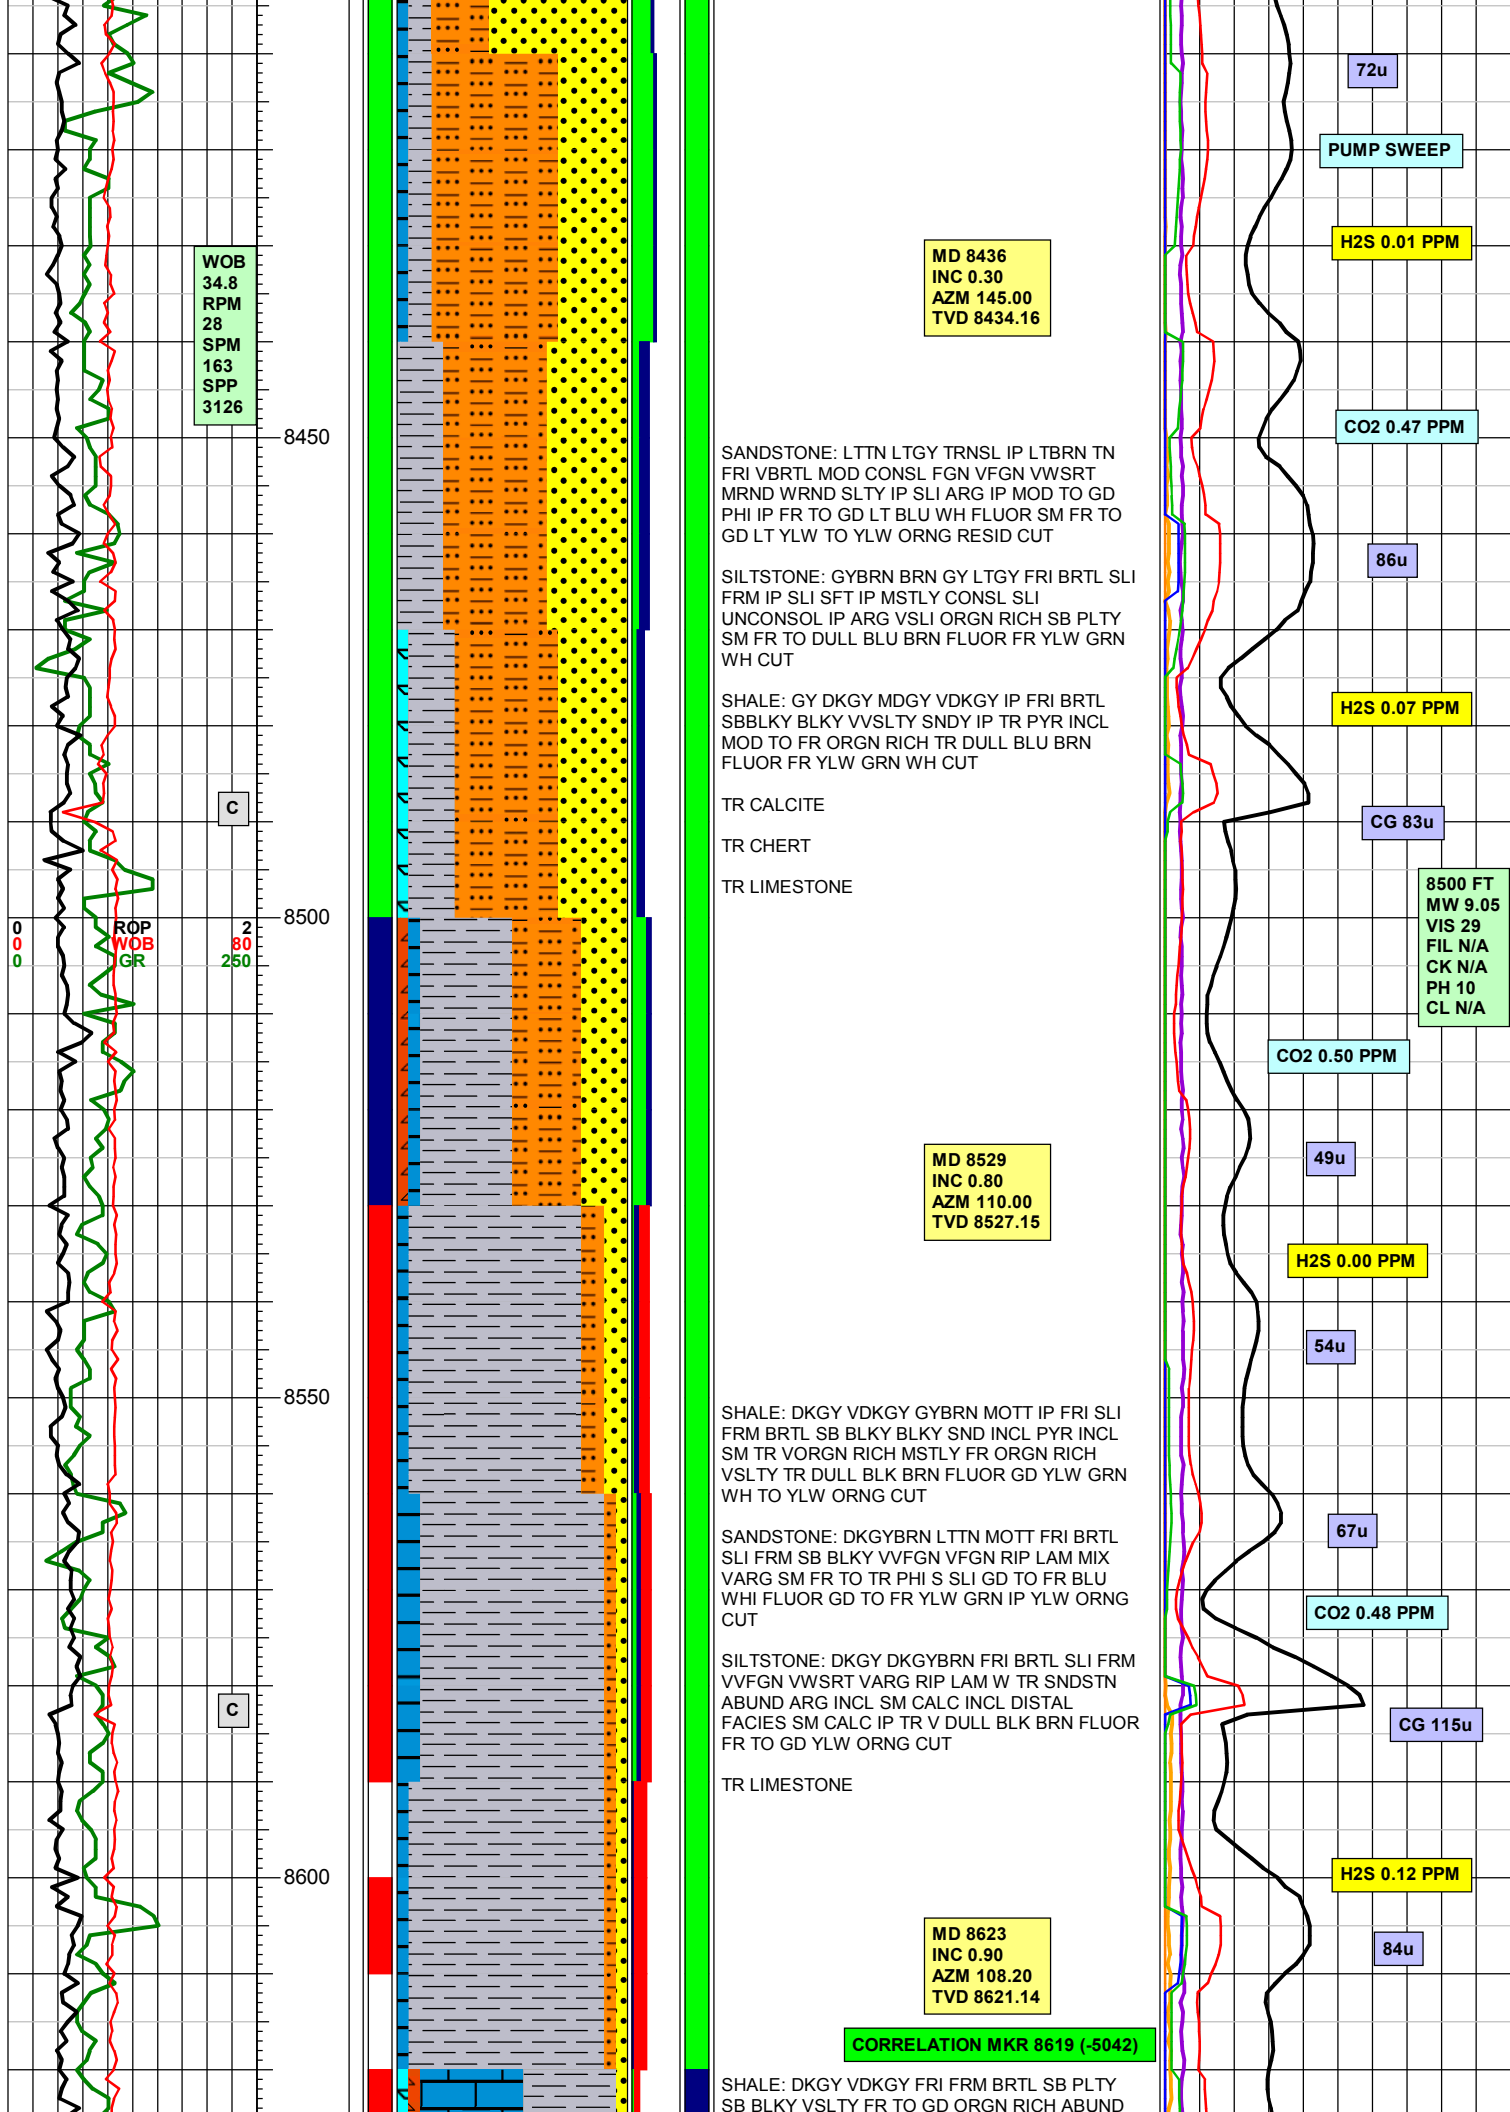 72u
PUMP SWEEP
H2S 0.01 PPM
WOB
34.8
RPM
28
SPM
163
SPP
3126
MD 8436
INC 0.30
AZM 145.00
TVD 8434.16
8450
CO2 0.47 PPM
SANDSTONE: LTTN LTGY TRNSL IP LTBRN TN
FRI VBRTL MOD CONSL FGN VFGN VWSRT
MRND WRND SLTY IP SLI ARG IP MOD TO GD
PHI IP FR TO GD LT BLU WH FLUOR SM FR TO
GD LT YLW TO YLW ORNG RESID CUT
86u
SILTSTONE: GYBRN BRN GY LTGY FRI BRTL SLI
FRM IP SLI SFT IP MSTLY CONSL SLI
UNCONSOL IP ARG VSLI ORGN RICH SB PLTY
SM FR TO DULL BLU BRN FLUOR FR YLW GRN
WH CUT
SHALE: GY DKGY MDGY VDKGY IP FRI BRTL
SBBLKY BLKY VVSLTY SNDY IP TR PYR INCL
MOD TO FR ORGN RICH TR DULL BLU BRN
FLUOR FR YLW GRN WH CUT
H2S 0.07 PPM
C
TR CALCITE
CG 83u
TR CHERT
TR LIMESTONE
8500 FT
MW 9.05
VIS 29
FIL N/A
CK N/A
PH 10
CL N/A
8500
0 ROP 2
0 WOB 80
0 GR 250
CO2 0.50 PPM
MD 8529
INC 0.80
AZM 110.00
TVD 8527.15
49u
H2S 0.00 PPM
54u
8550
SHALE: DKGY VDKGY GYBRN MOTT IP FRI SLI
FRM BRTL SB BLKY BLKY SND INCL PYR INCL
SM TR VORGN RICH MSTLY FR ORGN RICH
VSLTY TR DULL BLK BRN FLUOR GD YLW GRN
WH TO YLW ORNG CUT
67u
SANDSTONE: DKGYBRN LTTN MOTT FRI BRTL
SLI FRM SB BLKY VVFGN VFGN RIP LAM MIX
VARG SM FR TO TR PHI S SLI GD TO FR BLU
WHI FLUOR GD TO FR YLW GRN IP YLW ORNG
CUT
CO2 0.48 PPM
SILTSTONE: DKGY DKGYBRN FRI BRTL SLI FRM
VVFGN VWSRT VARG RIP LAM W TR SNDSTN
ABUND ARG INCL SM CALC INCL DISTAL
FACIES SM CALC IP TR V DULL BLK BRN FLUOR
FR TO GD YLW ORNG CUT
C
CG 115u
TR LIMESTONE
8600
H2S 0.12 PPM
MD 8623
INC 0.90
AZM 108.20
TVD 8621.14
84u
CORRELATION MKR 8619 (-5042)
SHALE: DKGY VDKGY FRI FRM BRTL SB PLTY
SB BLKY VSLTY FR TO GD ORGN RICH ABUND